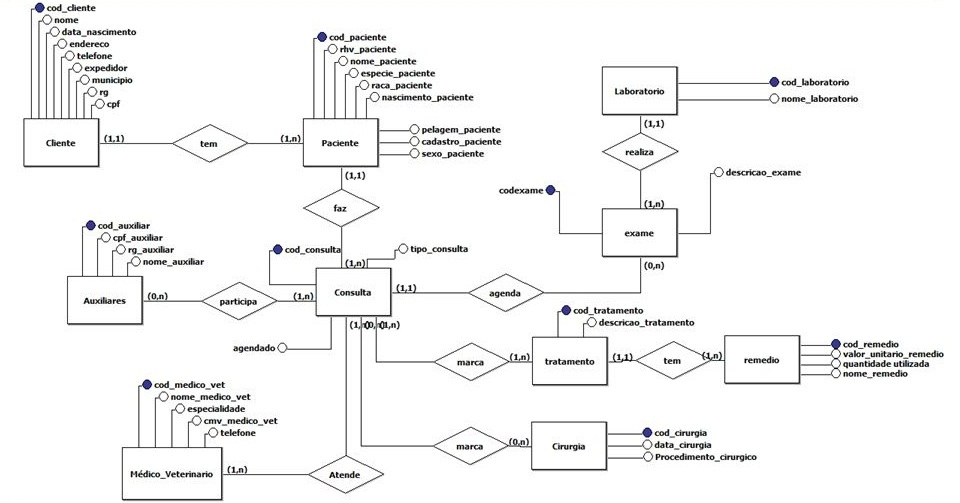 cod_cliente
nome
data_nascimento
endereco
telefone
expedidor
municipio
rg
cpf
Cliente
(1,1)
tem
(1,n)
cod_paciente
rhv_paciente
nome_paciente
especie_paciente
raca_paciente
nascimento_paciente
Paciente
pelagem_paciente
cadastro_paciente
sexo_paciente
(1,1)
faz
(1,n)
Laboratorio
cod_laboratorio
nome_laboratorio
(1,1)
realiza
(1,n)
codexame
descricao_exame
exame
(0,n)
cod_auxiliar
cpf_auxiliar
rg_auxiliar
nome_auxiliar
Auxiliares
(0,n)
participa
(1,n)
cod_consulta
tipo_consulta
Consulta
(1,1)
agenda
(1,n)
(0,n)
(1,n)
agendado
cod_tratamento
descricao_tratamento
marca
(1,n)
tratamento
(1,1)
tem
(1,n)
remedio
cod_remedio
valor_unitario_remedio
quantidade utilizada
nome_remedio
cod_medico_vet
nome_medico_vet
especialidade
cmv_medico_vet
telefone
Médico_Veterinario
(1,n)
Atende
marca
(0,n)
Cirurgia
cod_cirurgia
data_cirurgia
Procedimento_cirurgico